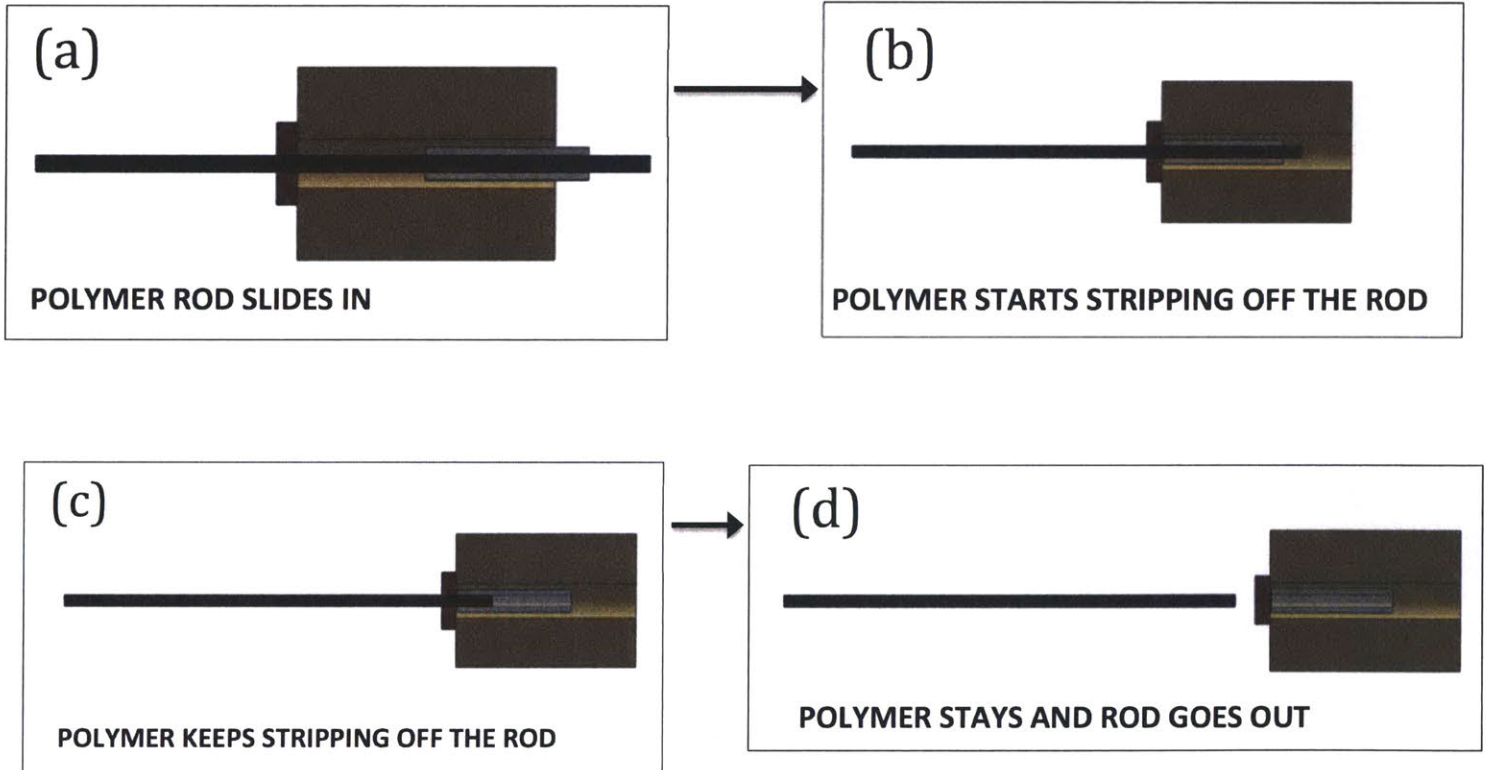 (a)
POLYMER ROD SLIDES IN
(b)
POLYMER STARTS STRIPPING OFF THE ROD
(c)
POLYMER KEEPS STRIPPING OFF THE ROD
(d)
POLYMER STAYS AND ROD GOES OUT